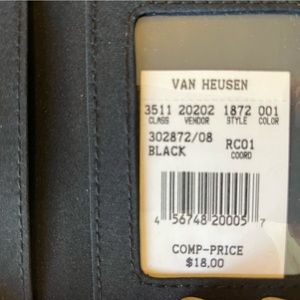 VAN HEUSEN
3511 20202 1872 001
CLASS VENDOR STYLE COLOR
302872/08
BLACK
RC01
COORD
4 56748 20005 7
COMP-PRICE
$18.00